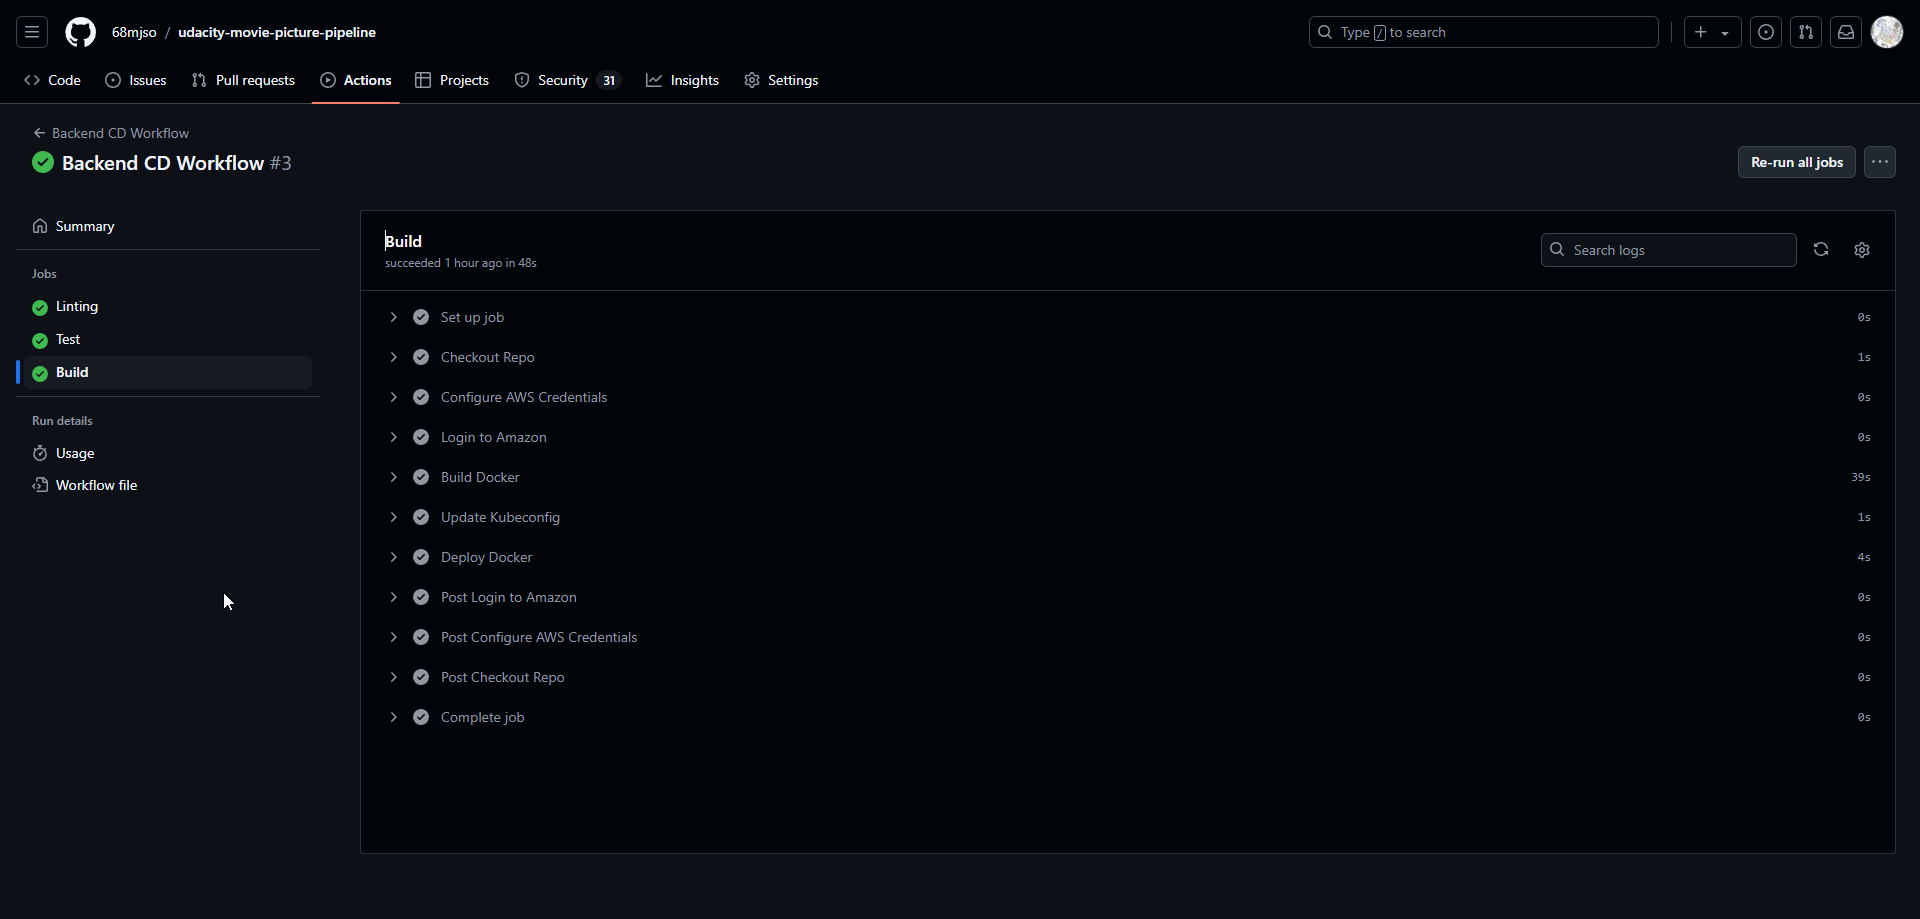 68mjso / udacity-movie-picture-pipeline
Type / to search
Code
Issues
Pull requests
Actions
Projects
Security 31
Insights
Settings
Backend CD Workflow
Backend CD Workflow #3
Re-run all jobs
Summary
Jobs
Linting
Test
Build
Run details
Usage
Workflow file
Build
succeeded 1 hour ago in 48s
Search logs
Set up job 0s
Checkout Repo 1s
Configure AWS Credentials 0s
Login to Amazon 0s
Build Docker 39s
Update Kubeconfig 1s
Deploy Docker 4s
Post Login to Amazon 0s
Post Configure AWS Credentials 0s
Post Checkout Repo 0s
Complete job 0s